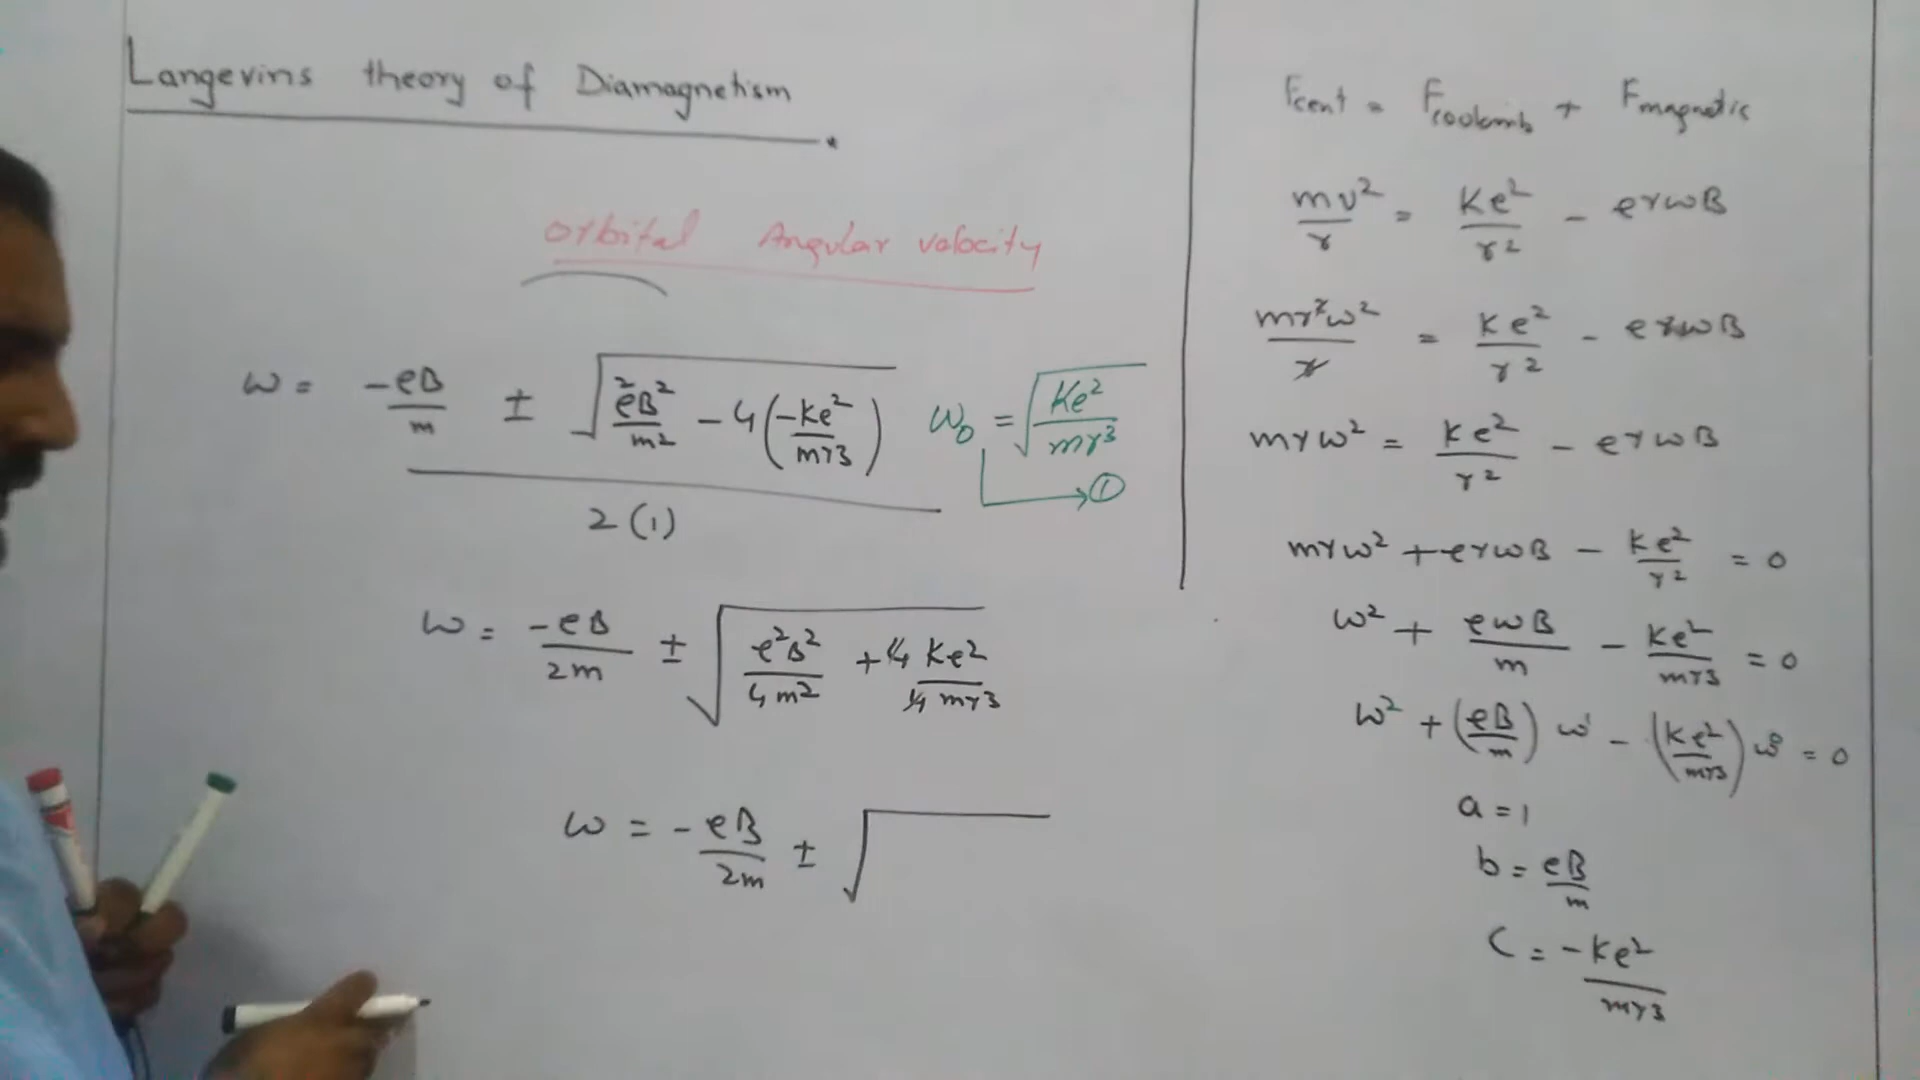 Langevins theory of Diamagnetism
Orbital Angular velocity
ω = (-eB/m ± √(e²B²/m² - 4(-Ke²/mr3))) / 2(1)
ω₀ = √(Ke²/mr³)
→ ①
ω = -eB/2m ± √(e²B²/4m² + 4Ke²/4mr3)
ω = -eB/2m ± √
Fcent = Fcoolomb + Fmagnetic
mv²/r = Ke²/r² - erωB
mr²ω²/r = Ke²/r² - erωB
mrω² = Ke²/r² - erωB
mrω² + erωB - Ke²/r² = 0
ω² + eωB/m - Ke²/mr3 = 0
ω² + (eB/m) ω¹ - (Ke²/mr3) ω⁰ = 0
a = 1
b = eB/m
C = -Ke²/mr3